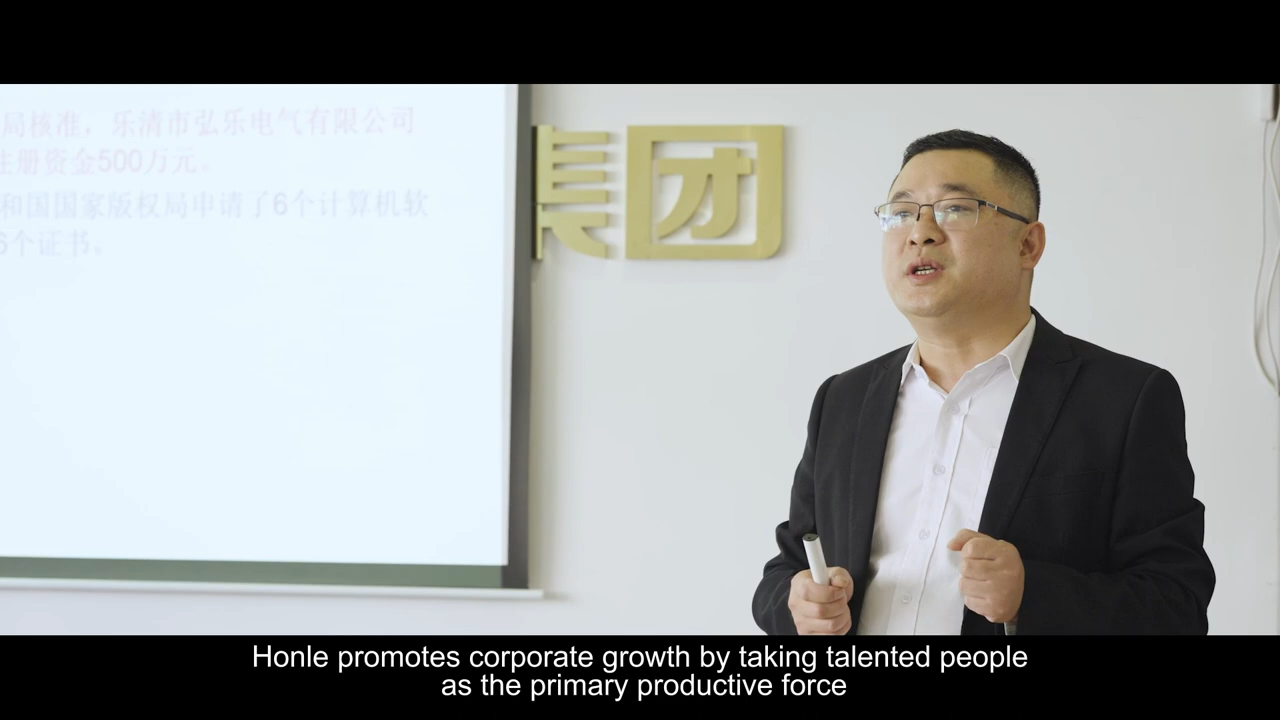 局核准，乐清市弘乐电气有限公司
注册资金500万元。
和国国家版权局申请了6个计算机软
6个证书。
集团
Honle promotes corporate growth by taking talented people
as the primary productive force